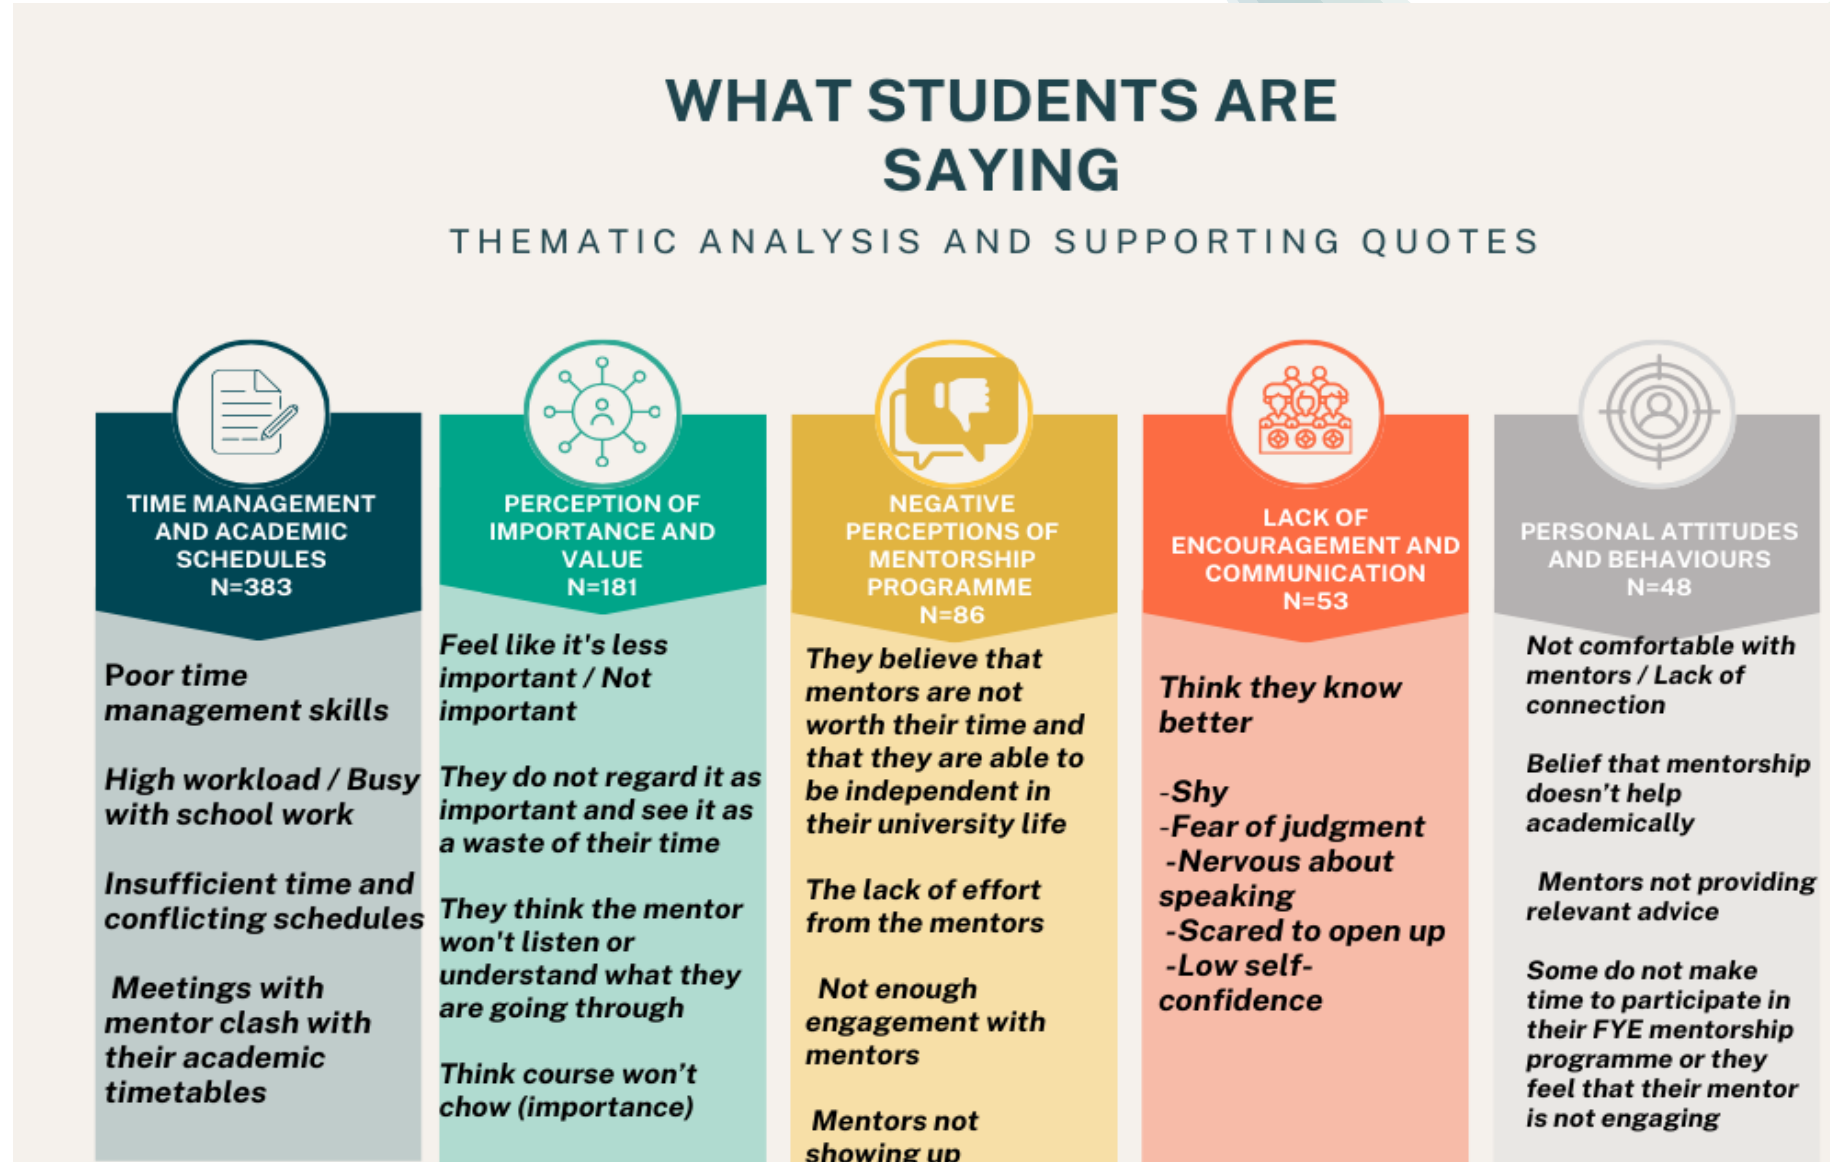 WHAT STUDENTS ARE
SAYING
THEMATIC ANALYSIS AND SUPPORTING QUOTES
TIME MANAGEMENT
AND ACADEMIC
SCHEDULES
N=383
Poor time
management skills
High workload / Busy
with school work
Insufficient time and
conflicting schedules
Meetings with
mentor clash with
their academic
timetables
PERCEPTION OF
IMPORTANCE AND
VALUE
N=181
Feel like it's less
important / Not
important
They do not regard it as
important and see it as
a waste of their time
They think the mentor
won't listen or
understand what they
are going through
Think course won’t
chow (importance)
NEGATIVE
PERCEPTIONS OF
MENTORSHIP
PROGRAMME
N=86
They believe that
mentors are not
worth their time and
that they are able to
be independent in
their university life
The lack of effort
from the mentors
Not enough
engagement with
mentors
Mentors not
showing up
LACK OF
ENCOURAGEMENT AND
COMMUNICATION
N=53
Think they know
better
-Shy
-Fear of judgment
-Nervous about
speaking
-Scared to open up
-Low self-
confidence
PERSONAL ATTITUDES
AND BEHAVIOURS
N=48
Not comfortable with
mentors / Lack of
connection
Belief that mentorship
doesn’t help
academically
Mentors not providing
relevant advice
Some do not make
time to participate in
their FYE mentorship
programme or they
feel that their mentor
is not engaging